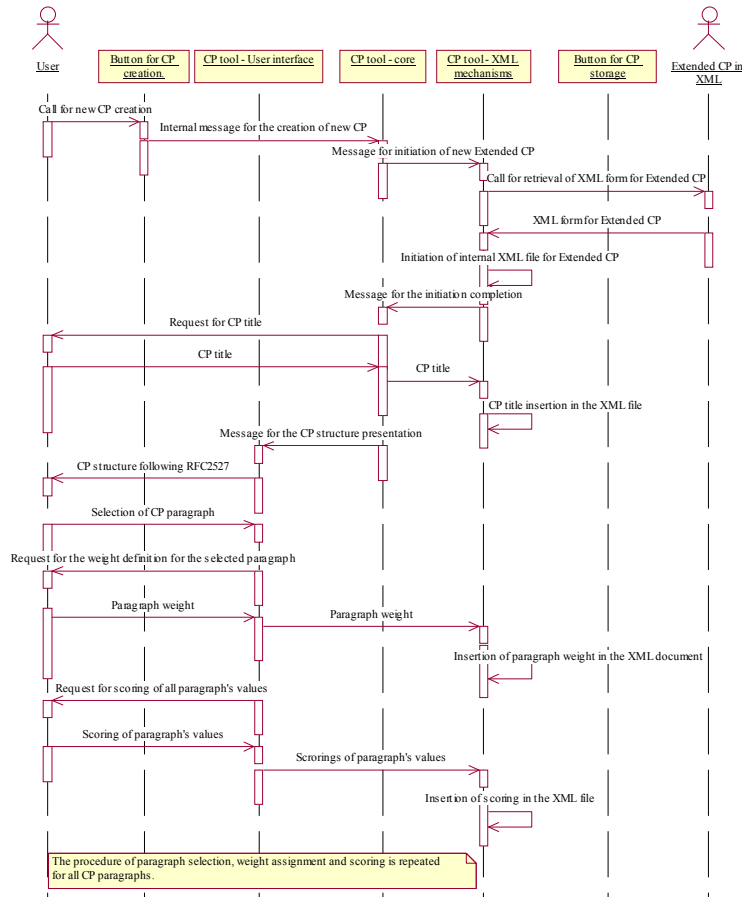 User
Button for CP
creation.
CP tool - User interface
CP tool - core
CP tool- XML
mechanisms
Button for CP
storage
Extended CP in
XML
Call for new CP creation
Internal message for the creation of new CP
Message for initiation of new Extended CP
Call for retrieval of XML form for Extended CP
XML form for Extended CP
Initiation of internal XML file for Extended CP
Message for the initiation completion
Request for CP title
CP title
CP title
CP title insertion in the XML file
Message for the CP structure presentation
CP structure following RFC2527
Selection of CP paragraph
Request for the weight definition for the selected paragraph
Paragraph weight
Paragraph weight
Insertion of paragraph weight in the XML document
Request for scoring of all paragraph's values
Scoring of paragraph's values
Scrorings of paragraph's values
Insertion of scoring in the XML file
The procedure of paragraph selection, weight assignment and scoring is repeated
for all CP paragraphs.